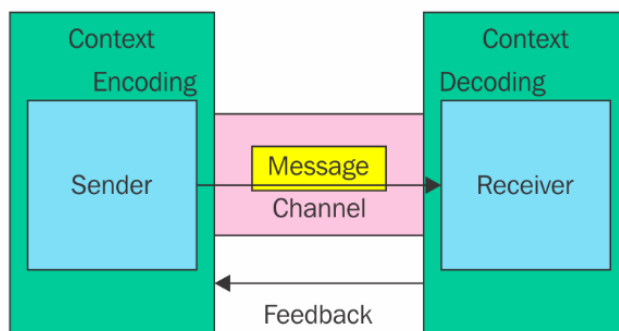 Context
Context
Encoding
Decoding
Sender
Message
Channel
Receiver
Feedback